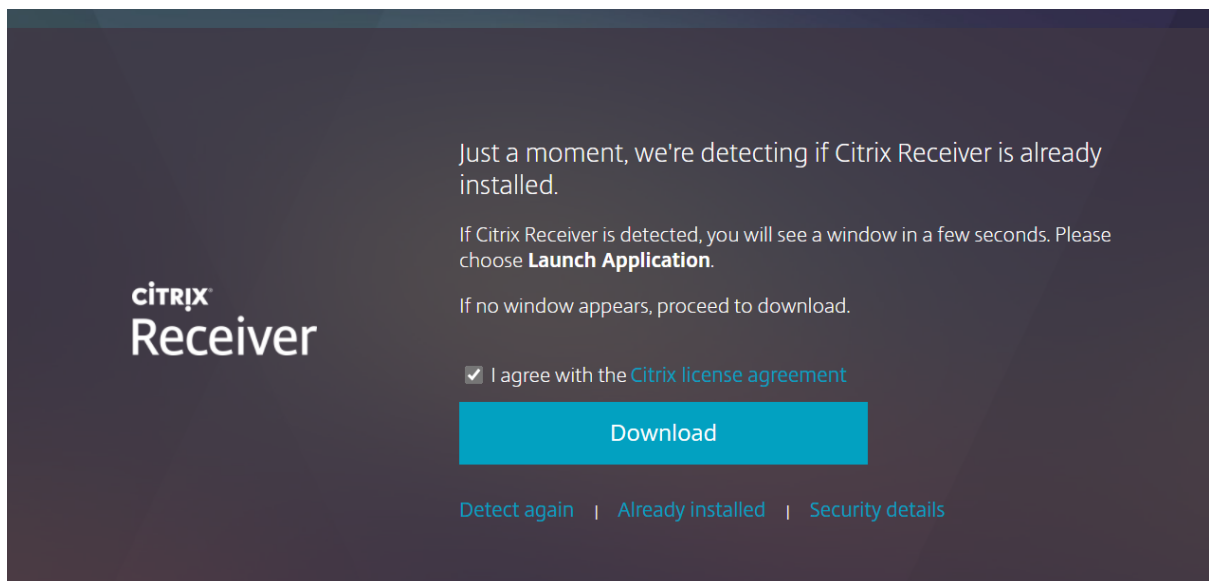 Just a moment, we're detecting if Citrix Receiver is already
installed.
If Citrix Receiver is detected, you will see a window in a few seconds. Please
choose Launch Application.
If no window appears, proceed to download.
CİTRỊX®
Receiver
I agree with the Citrix license agreement
Download
Detect again | Already installed | Security details